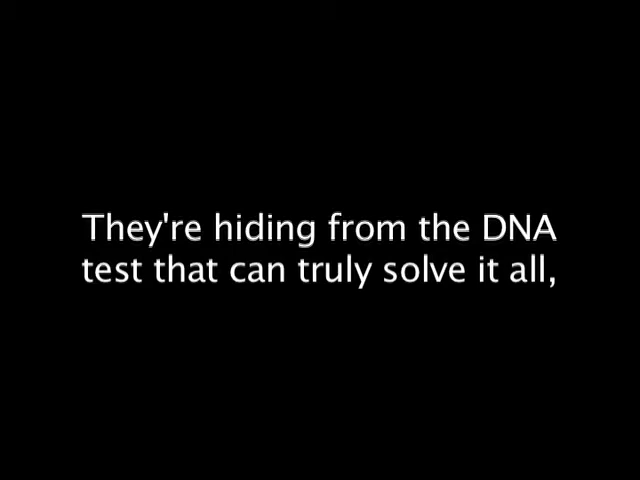 They're hiding from the DNA
test that can truly solve it all,